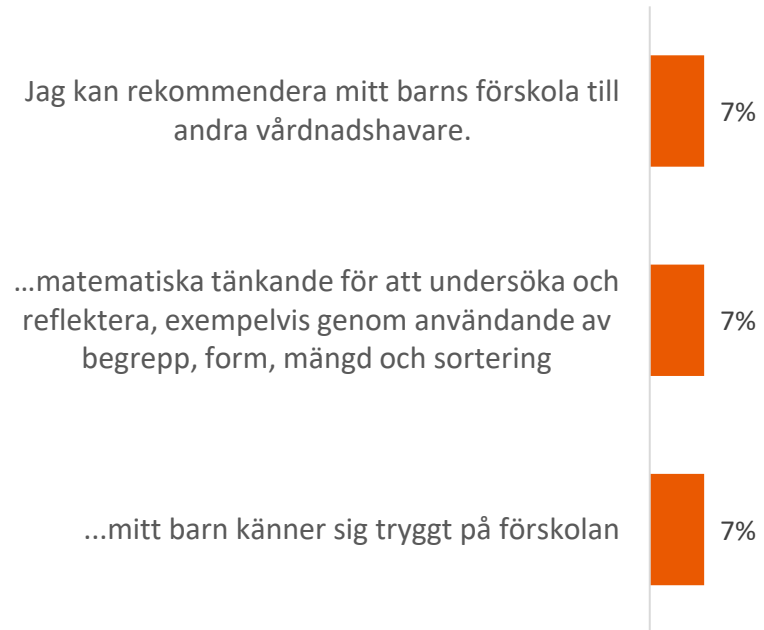 Jag kan rekommendera mitt barns förskola till
andra vårdnadshavare.
7%
…matematiska tänkande för att undersöka och
reflektera, exempelvis genom användande av
begrepp, form, mängd och sortering
7%
...mitt barn känner sig tryggt på förskolan
7%